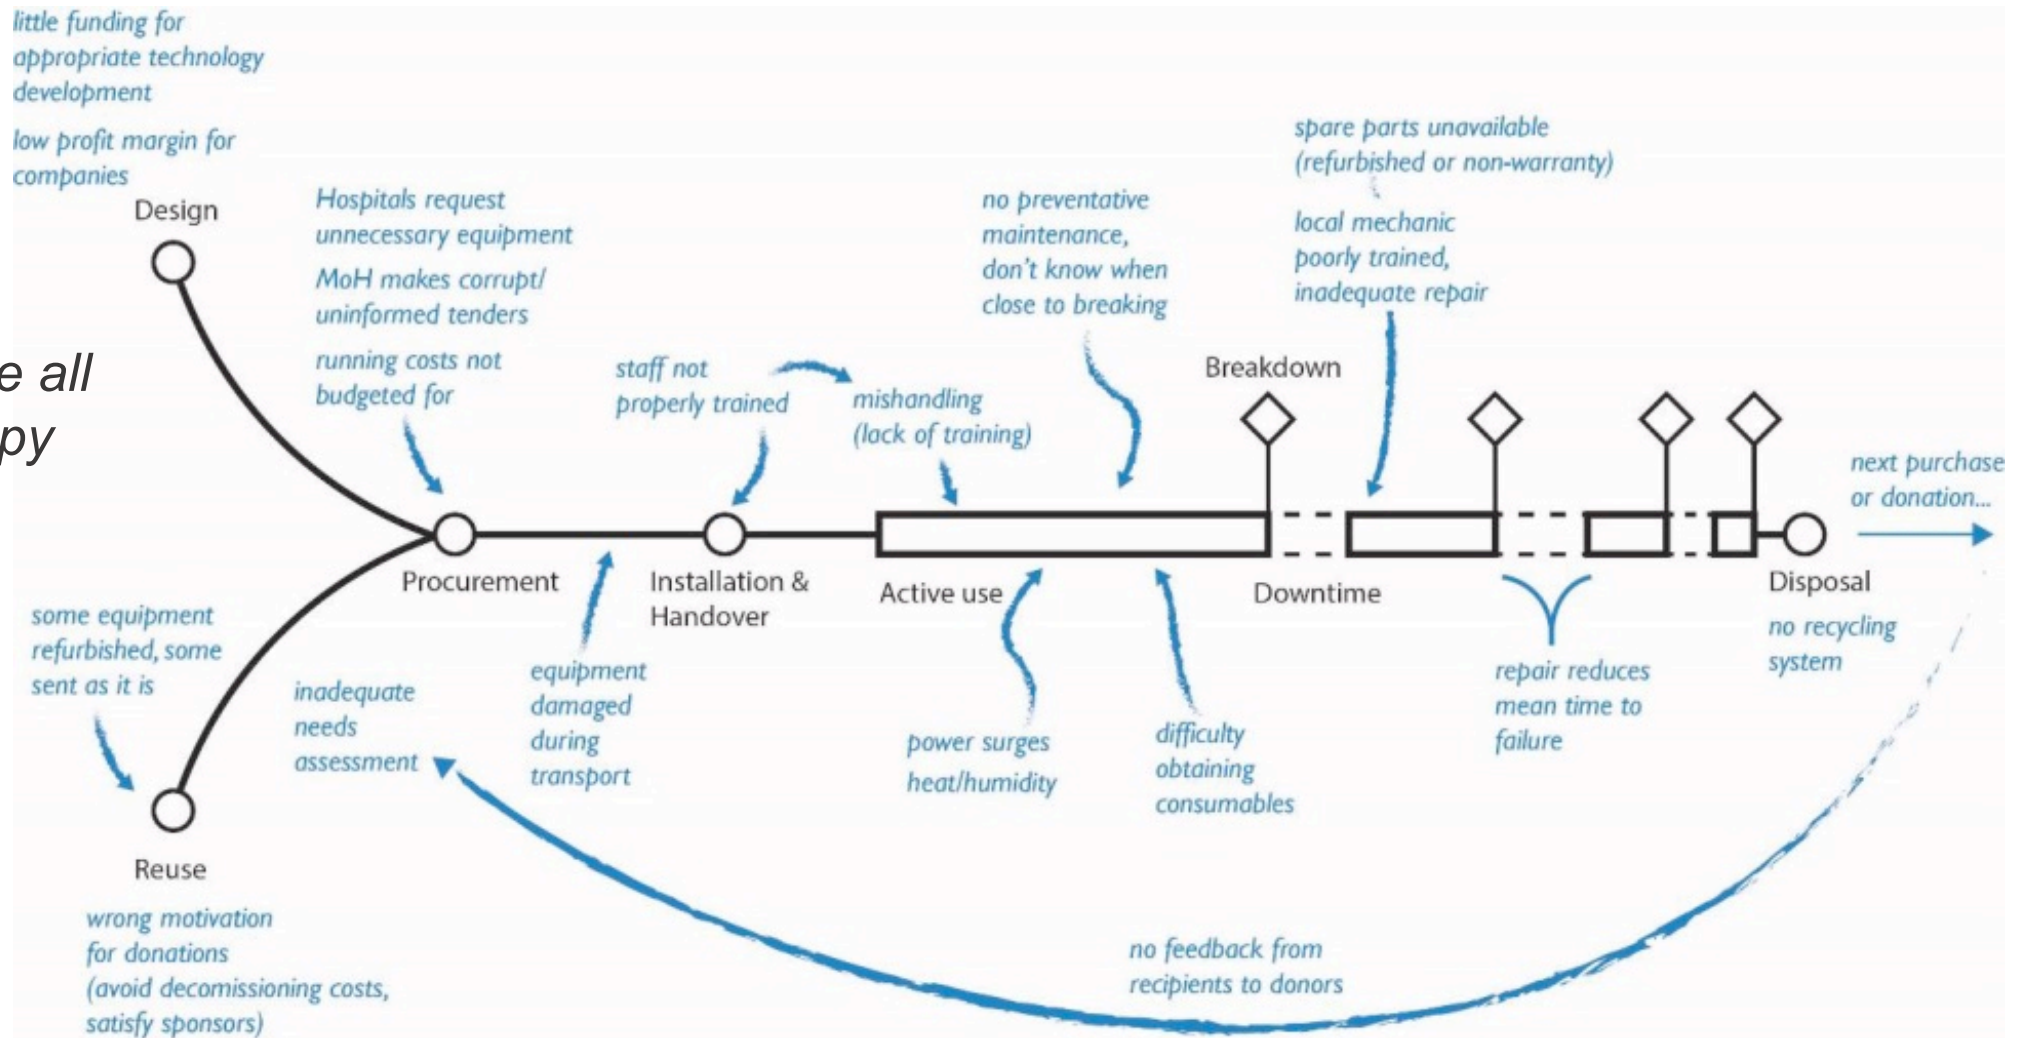 little funding for
appropriate technology
development
low profit margin for
companies
Design
Hospitals request
unnecessary equipment
MoH makes corrupt/
uninformed tenders
running costs not
budgeted for
e all
py
staff not
properly trained
mishandling
(lack of training)
no preventative
maintenance,
don't know when
close to breaking
spare parts unavailable
(refurbished or non-warranty)
local mechanic
poorly trained,
inadequate repair
Breakdown
next purchase
or donation...
Procurement
Installation &
Handover
Active use
Downtime
Disposal
no recycling
system
some equipment
refurbished, some
sent as it is
inadequate
needs
assessment
equipment
damaged
during
transport
power surges
heat/humidity
difficulty
obtaining
consumables
repair reduces
mean time to
failure
Reuse
wrong motivation
for donations
(avoid decomissioning costs,
satisfy sponsors)
no feedback from
recipients to donors